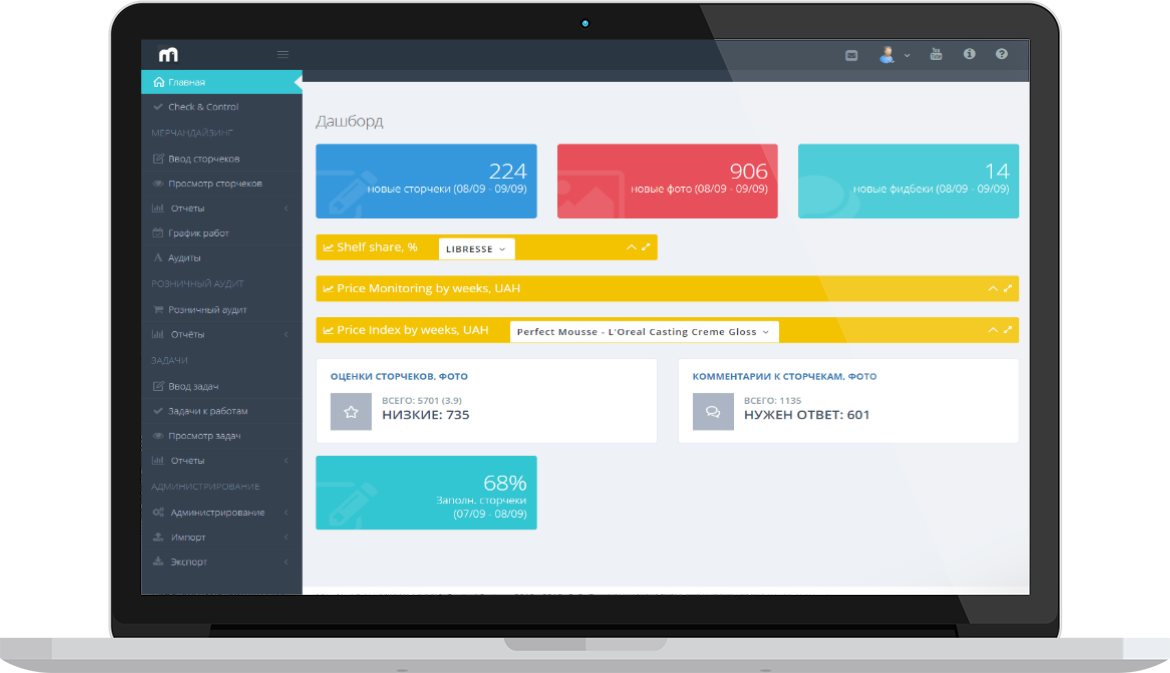 m
Главная
Check & Control
МЕРЧАНДАЙЗИНГ
Ввод сторчеков
Просмотр сторчеков
Отчёты
График работ
Аудиты
РОЗНИЧНЫЙ АУДИТ
Розничный аудит
Отчёты
ЗАДАЧИ
Ввод задач
Задачи к работам
Просмотр задач
Отчёты
АДМИНИСТРИРОВАНИЕ
Администрирование
Импорт
Экспорт
Дашборд
224
новые сторчеки (08/09 - 09/09)
906
новые фото (08/09 - 09/09)
14
новые фидбеки (08/09 - 09/09)
Shelf share, % LIBRESSE
Price Monitoring by weeks, UAH
Price Index by weeks, UAH Perfect Mousse - L'Oreal Casting Creme Gloss
ОЦЕНКИ СТОРЧЕКОВ, ФОТО
ВСЕГО: 5701 (3.9)
НИЗКИЕ: 735
КОММЕНТАРИИ К СТОРЧЕКАМ, ФОТО
ВСЕГО: 1135
НУЖЕН ОТВЕТ: 601
68%
Заполн. сторчеки
(07/09 - 08/09)